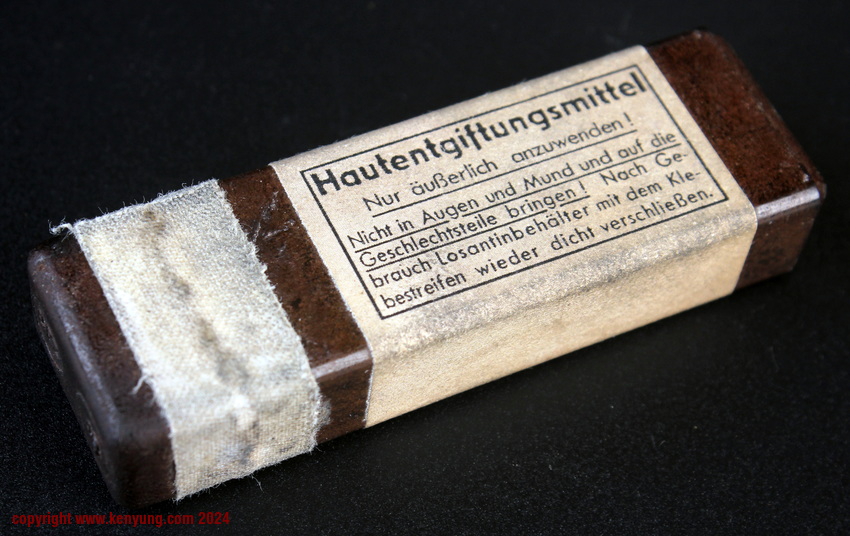 Hautentgiftungsmittel
Nur äußerlich anzuwenden!
Nicht in Augen und Mund und auf die
Geschlechtsteile bringen! Nach Ge-
brauch Losantinbehälter mit dem Kle-
bestreifen wieder dicht verschließen.
copyright www.kenyung.com 2024